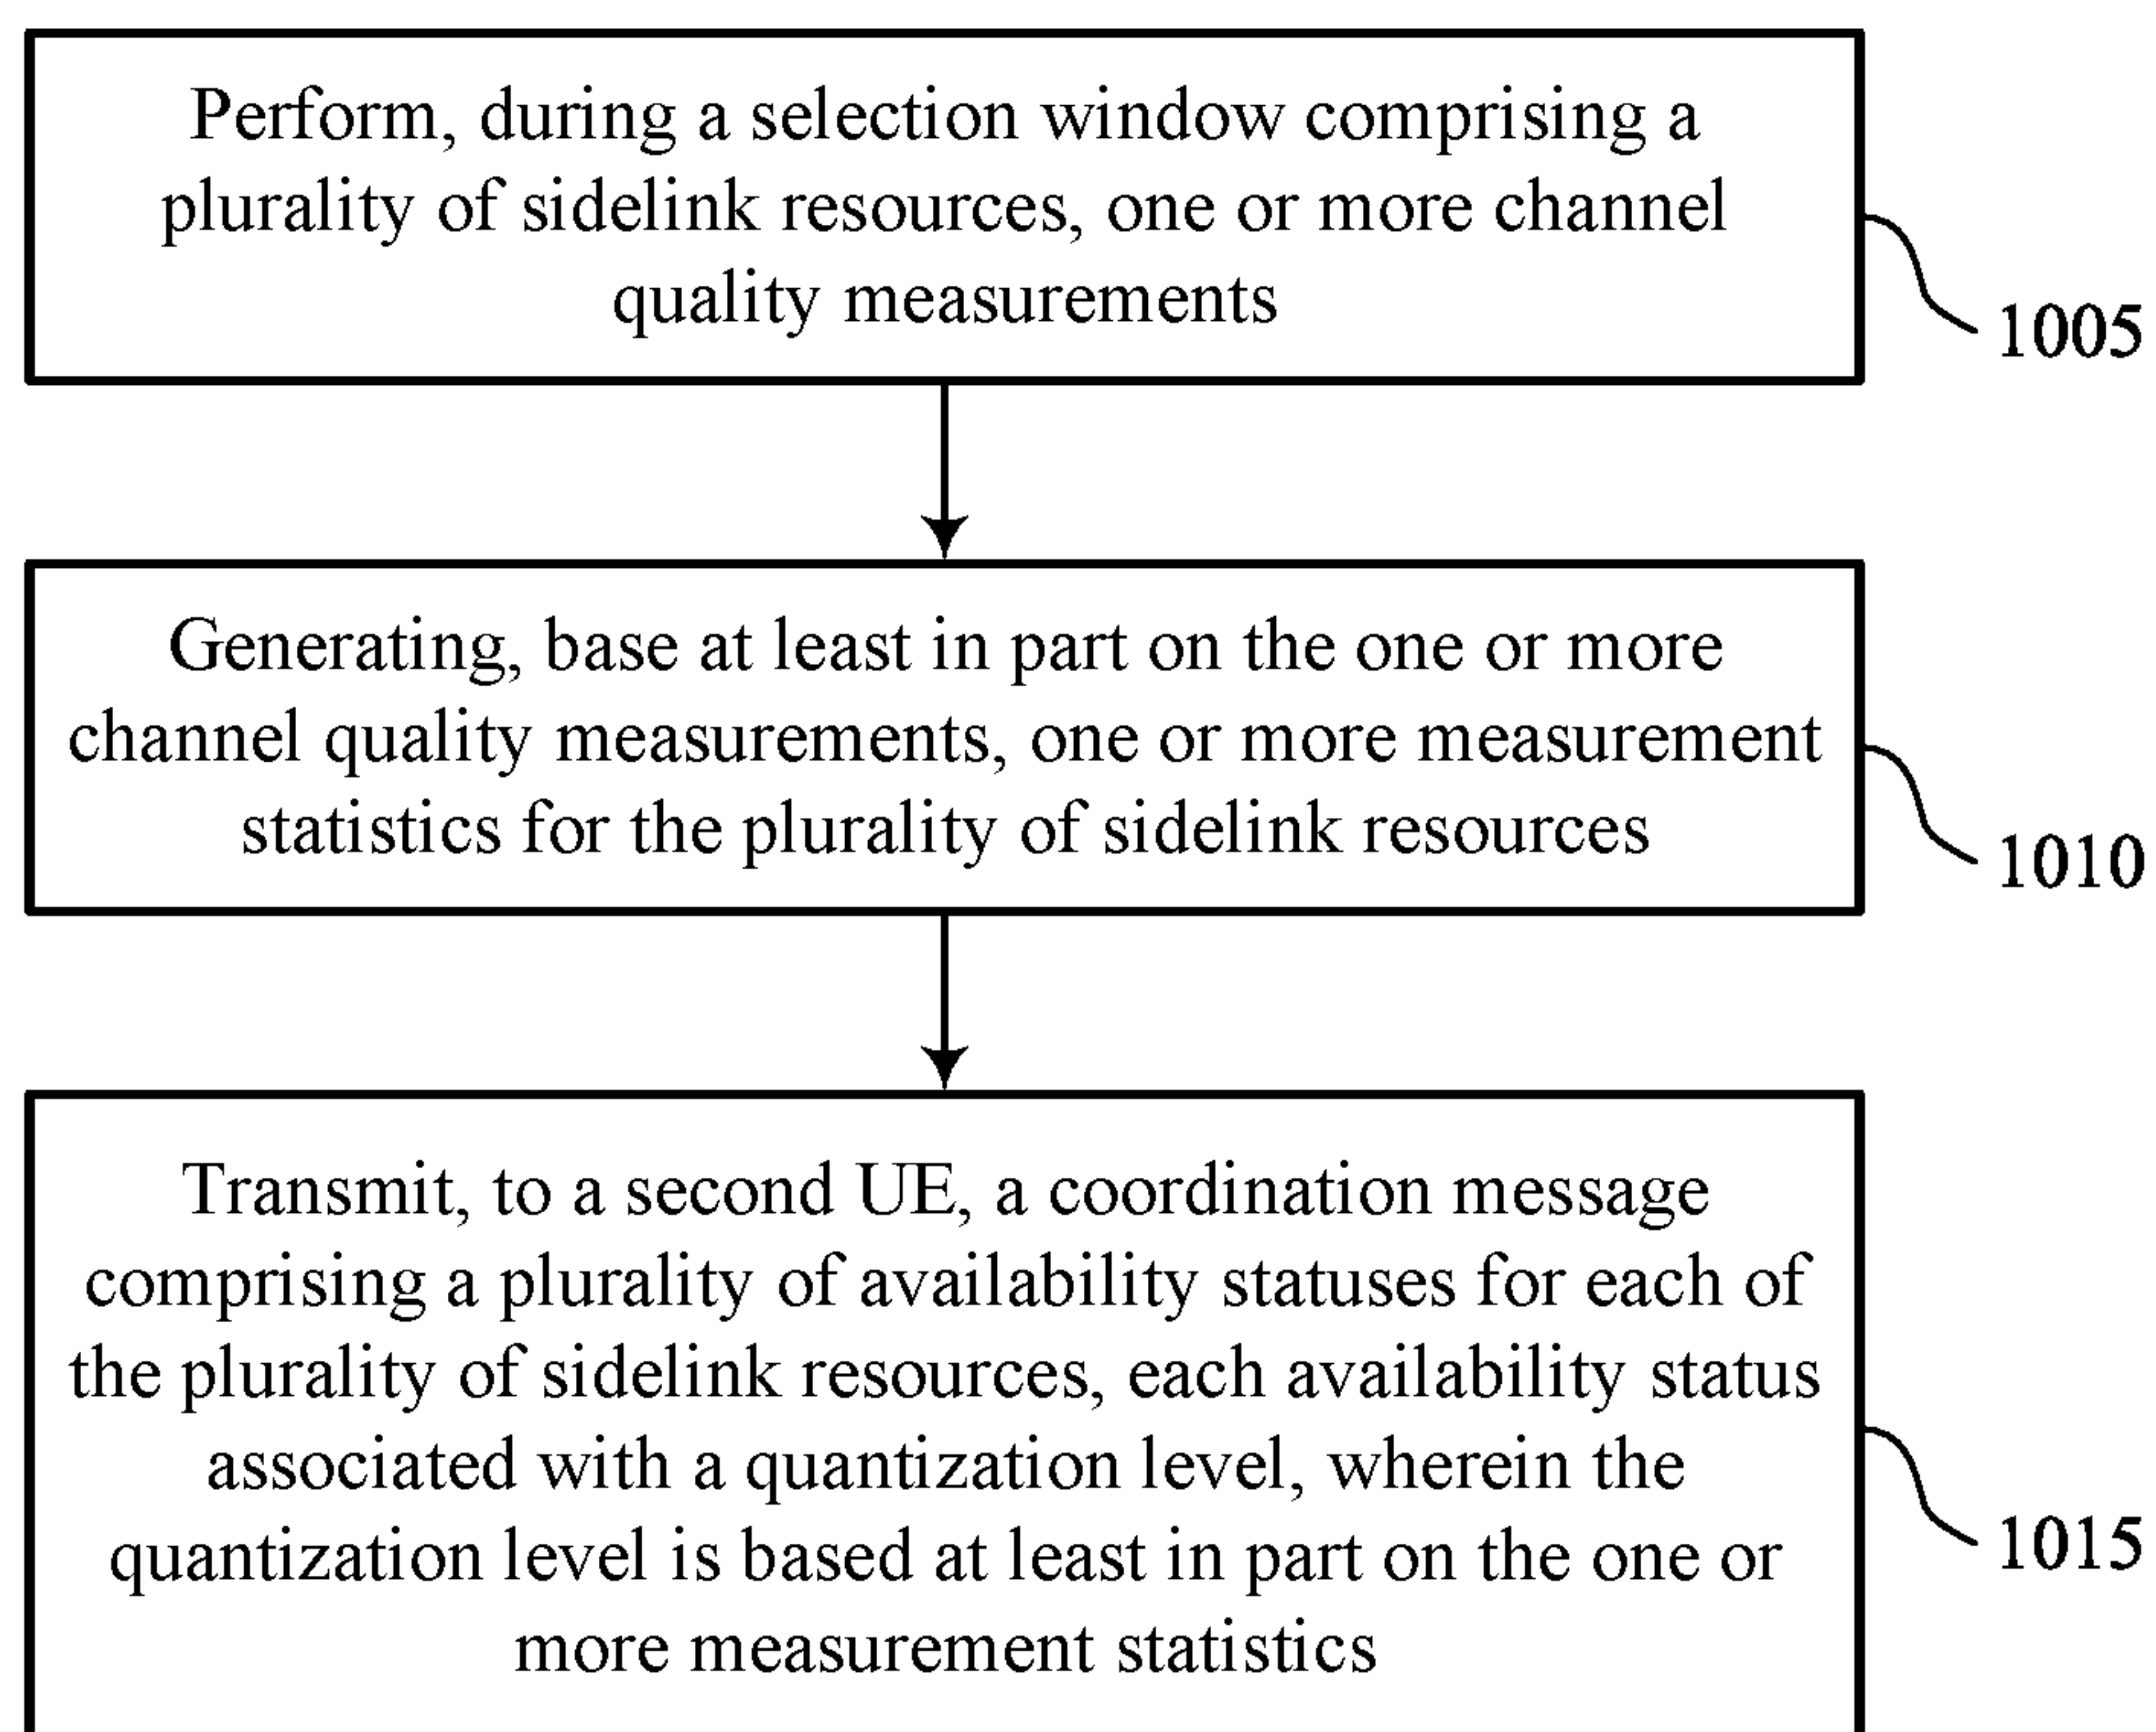 Perform, during a selection window comprising a
plurality of sidelink resources, one or more channel
quality measurements
1005
Generating, base at least in part on the one or more
channel quality measurements, one or more measurement
statistics for the plurality of sidelink resources
1010
Transmit, to a second UE, a coordination message
comprising a plurality of availability statuses for each of
the plurality of sidelink resources, each availability status
associated with a quantization level, wherein the
quantization level is based at least in part on the one or
more measurement statistics
1015